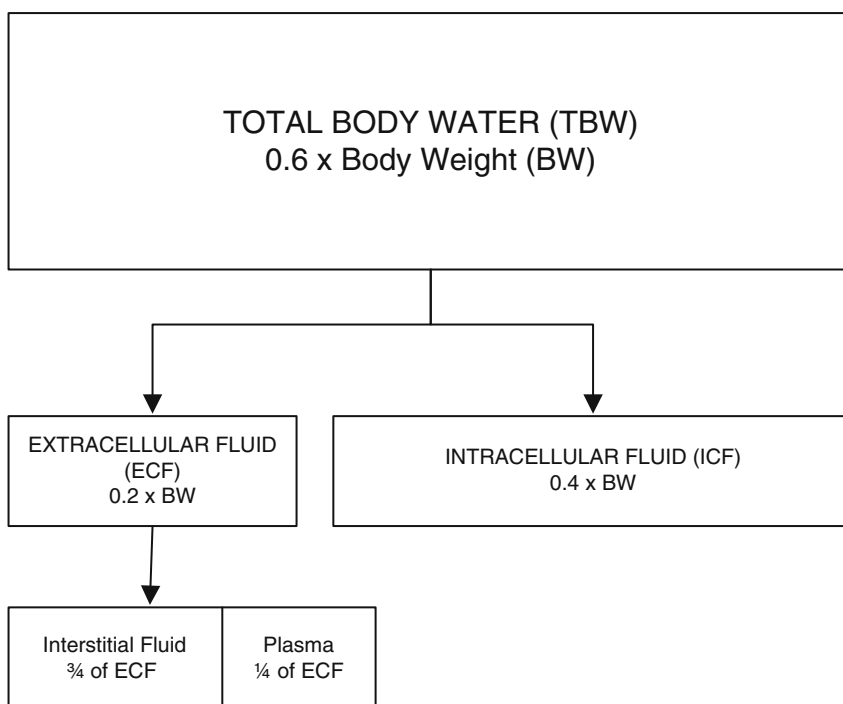 TOTAL BODY WATER (TBW)
0.6 x Body Weight (BW)
EXTRACELLULAR FLUID
(ECF)
0.2 x BW
INTRACELLULAR FLUID (ICF)
0.4 x BW
Interstitial Fluid
¾ of ECF
Plasma
¼ of ECF